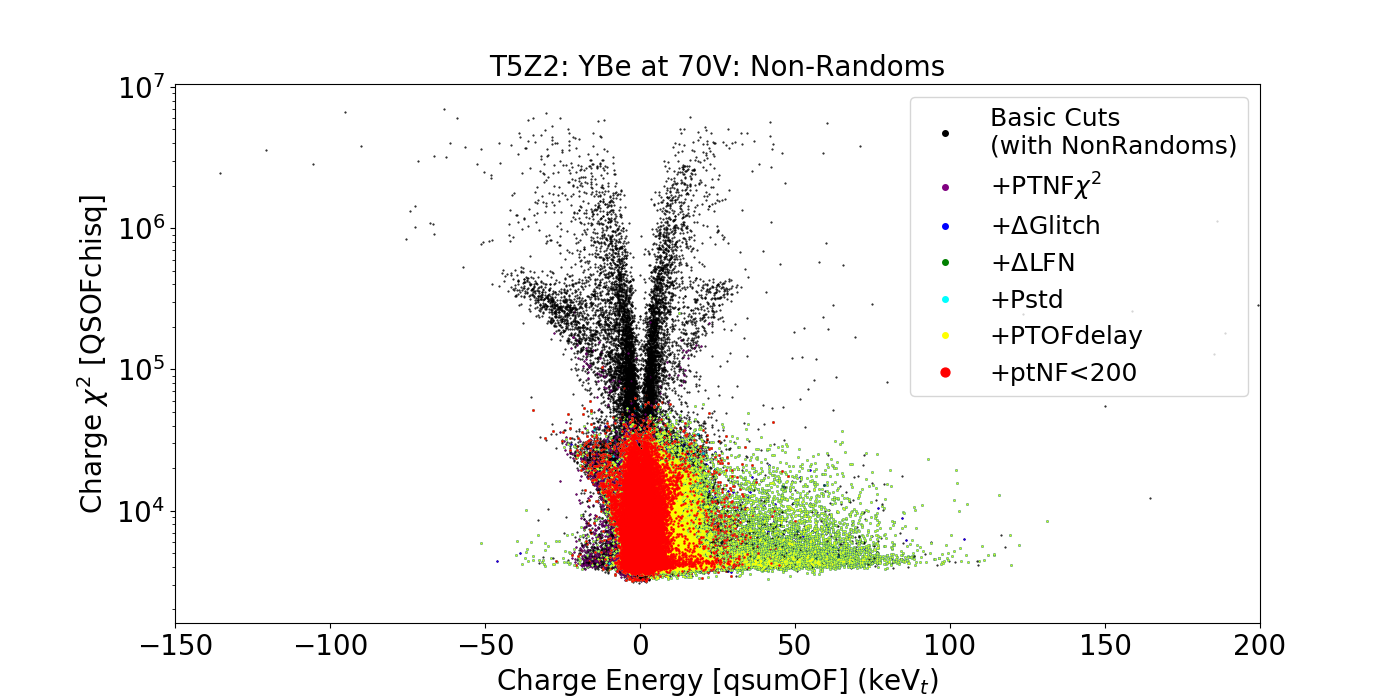 T5Z2: YBe at 70V: Non-Randoms
Charge χ² [QSOFchisq]
10⁷
10⁶
10⁵
10⁴
Basic Cuts
(with NonRandoms)
+PTNFχ²
+ΔGlitch
+ΔLFN
+Pstd
+PTOFdelay
+ptNF<200
−150 −100 −50 0 50 100 150 200
Charge Energy [qsumOF] (keVₜ)